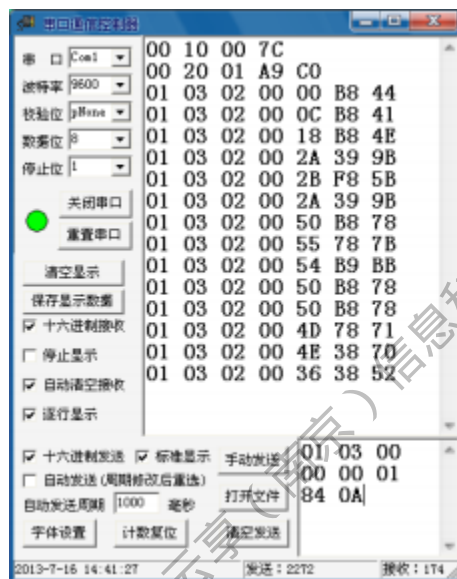 串口通信控制器
串 口 Com1
波特率 9600
校验位 pNone
数据位 8
停止位 1
关闭串口
重置串口
清空显示
保存显示数据
十六进制接收
停止显示
自动清空接收
逐行显示
00 10 00 7C
00 20 01 A9 C0
01 03 02 00 00 B8 44
01 03 02 00 0C B8 41
01 03 02 00 18 B8 4E
01 03 02 00 2A 39 9B
01 03 02 00 2B F8 5B
01 03 02 00 2A 39 9B
01 03 02 00 50 B8 78
01 03 02 00 55 78 7B
01 03 02 00 54 B9 BB
01 03 02 00 50 B8 78
01 03 02 00 50 B8 78
01 03 02 00 4D 78 71
01 03 02 00 4E 38 70
01 03 02 00 36 38 52
十六进制发送 标准显示 手动发送
自动发送(周期修改后重选)
自动发送周期 1000 毫秒 打开文件
字体设置 计数复位 清空发送
01 03 00
00 00 01
84 0A
2013-7-16 14:41:27 发送:2272 接收:174
享(南京)信息科